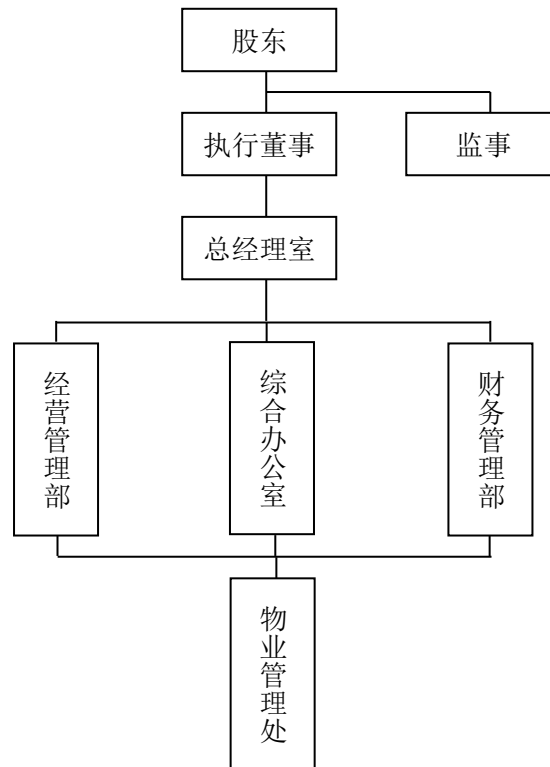 股东
执行董事
监事
总经理室
经营管理部
综合办公室
财务管理部
物业管理处